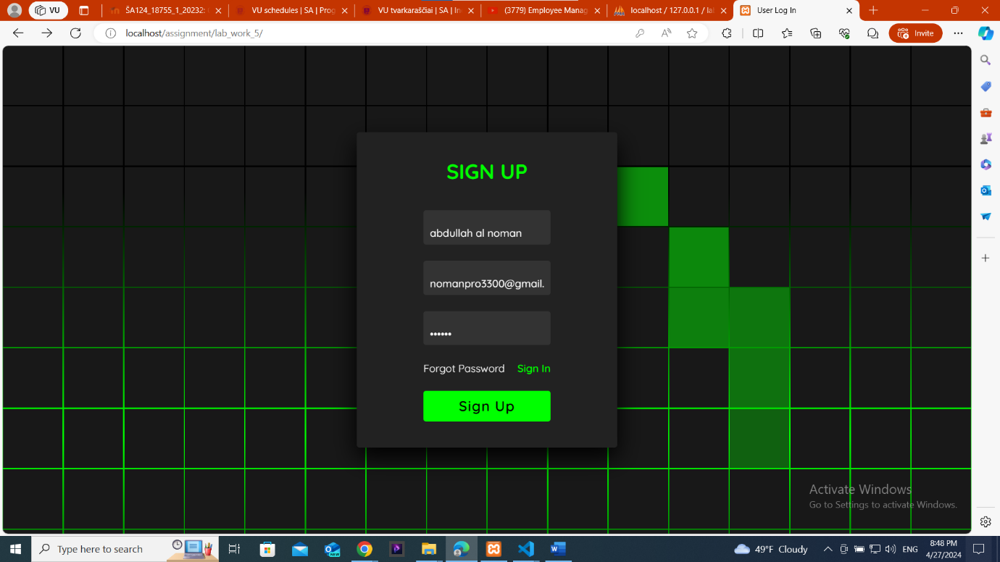 VU
ŠA124_18755_1_20232:
VU schedules | SA | Prog
VU tvarkaraščiai | SA |
(3779) Employee Manag
localhost / 127.0.0.1 / la
User Log In
localhost/assignment/lab_work_5/
Invite
SIGN UP
abdullah al noman
nomanpro3300@gmail.
••••••
Forgot Password Sign In
Sign Up
Activate Windows
Go to Settings to activate Windows.
Type here to search
NEW
49°F Cloudy
ENG
8:48 PM
4/27/2024